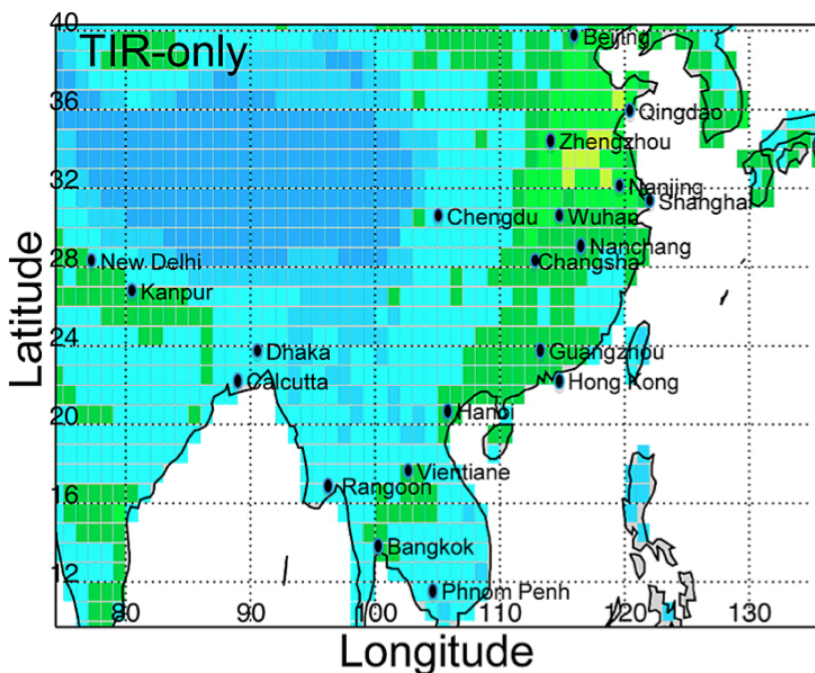 40
TIR-only
Beijing
36
Qingdao
Zhengzhou
32
Nanjing
Shanghai
Chengdu
Wuhan
Nanchang
28
New Delhi
Changsha
Kanpur
24
Dhaka
Guangzhou
Calcutta
Hong Kong
20
Hanoi
Vientiane
16
Rangoon
Bangkok
12
Phnom Penh
80
90
100
110
120
130
Latitude
Longitude